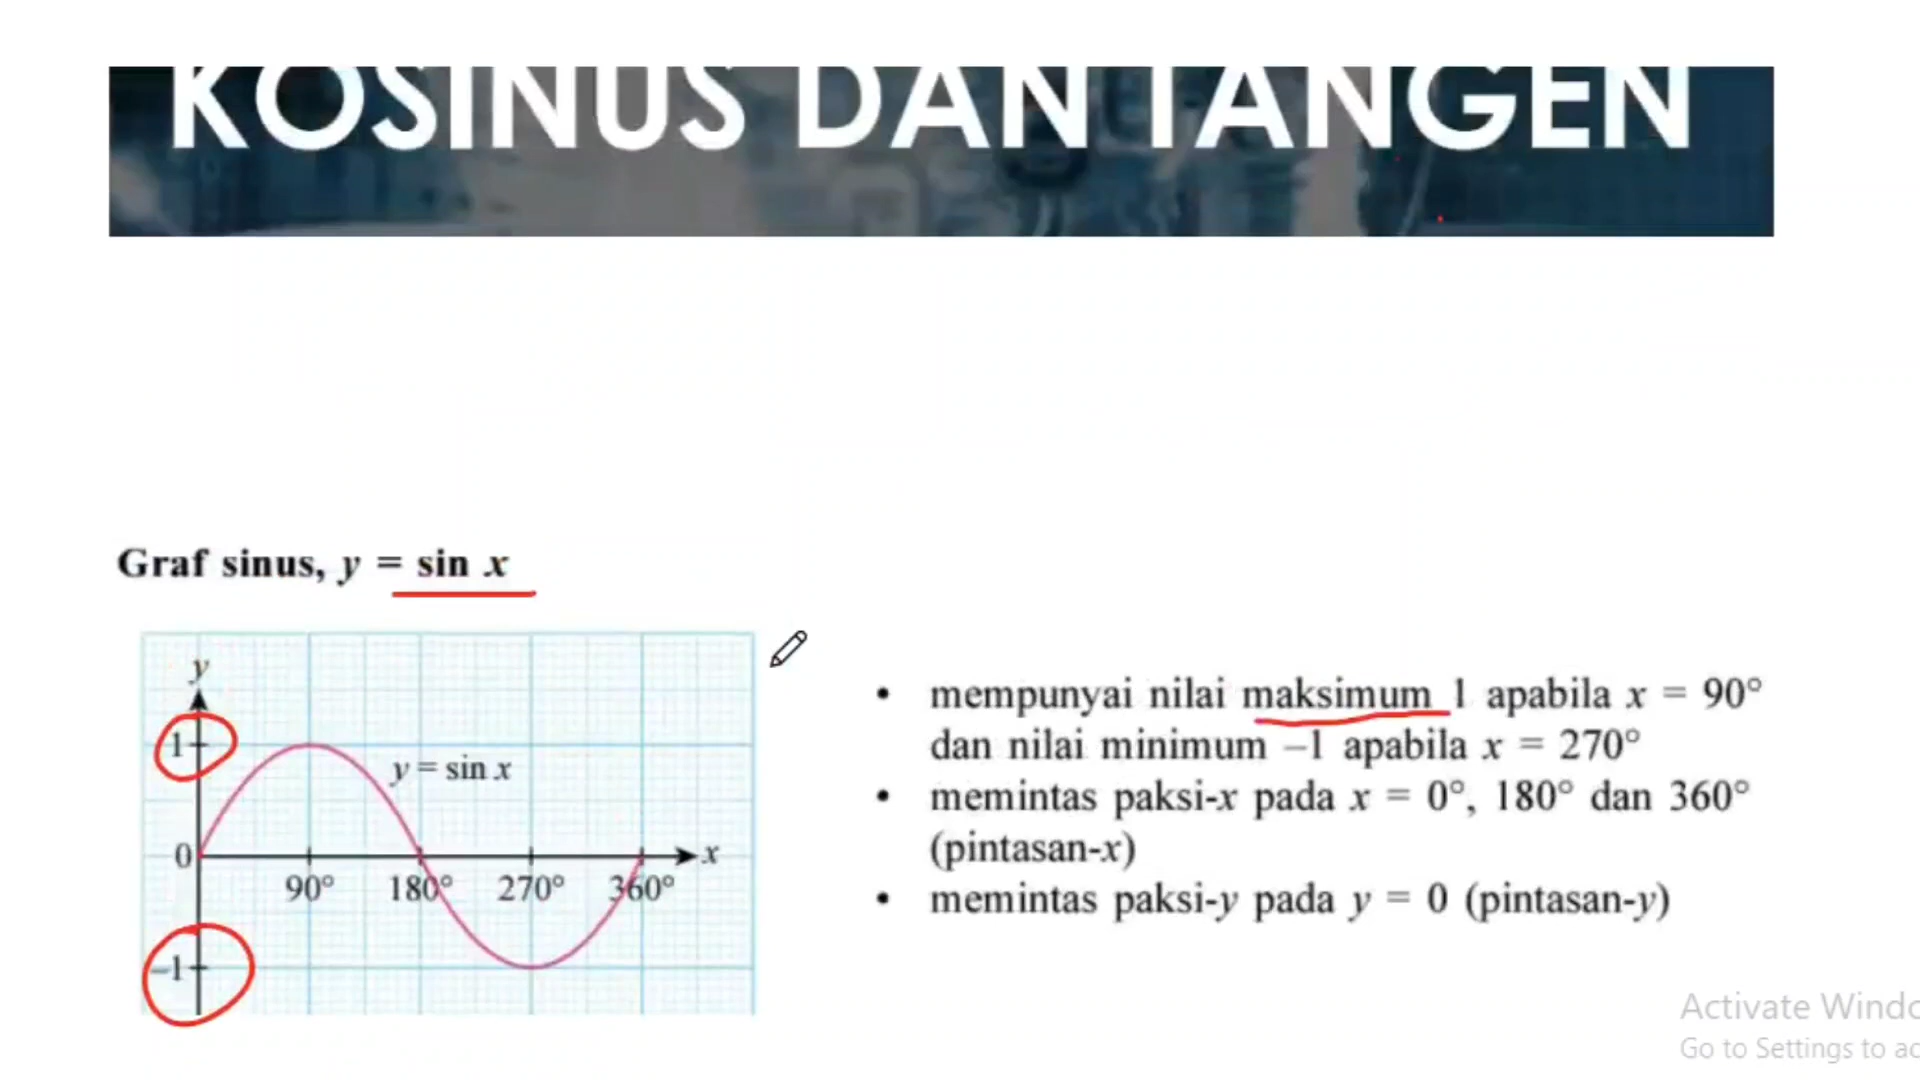 KOSINUS DAN TANGEN
Graf sinus, y = sin x
y
1
y = sin x
0
x
90° 180° 270° 360°
–1
• mempunyai nilai maksimum 1 apabila x = 90°
dan nilai minimum –1 apabila x = 270°
• memintas paksi-x pada x = 0°, 180° dan 360°
(pintasan-x)
• memintas paksi-y pada y = 0 (pintasan-y)
Activate Windo
Go to Settings to ac